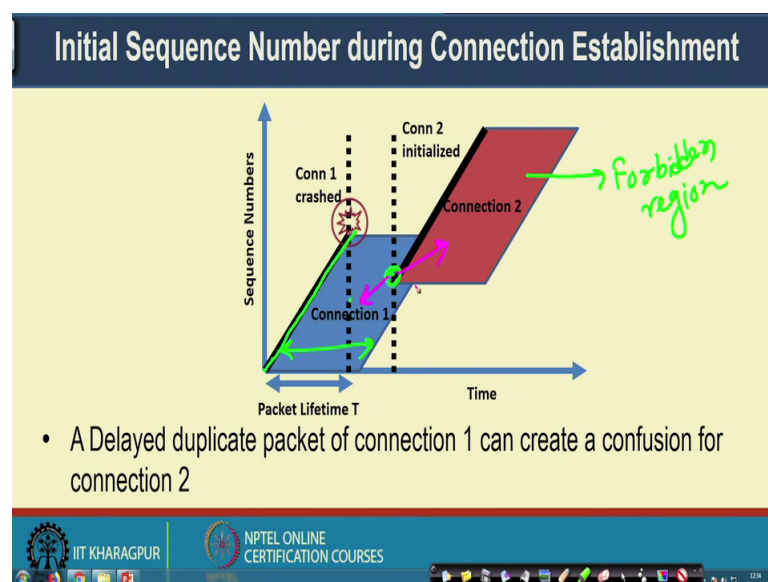 Initial Sequence Number during Connection Establishment
Conn 2
initialized
Conn 1
crashed
Forbidden
region
Connection 2
Sequence Numbers
Connection 1
Time
Packet Lifetime T
• A Delayed duplicate packet of connection 1 can create a confusion for
connection 2
IIT KHARAGPUR
NPTEL ONLINE
CERTIFICATION COURSES
12:34